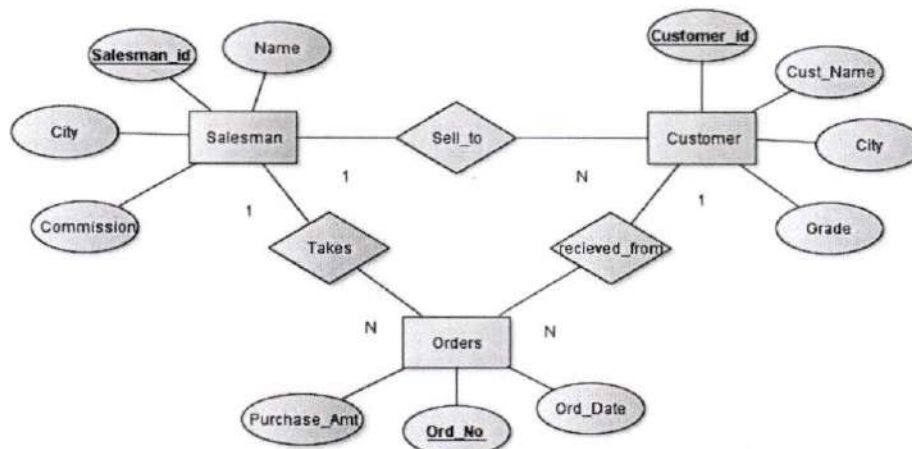 Salesman_id
Name
Customer_id
Cust_Name
City
Salesman
Sell_to
Customer
City
1
N
Commission
1
1
Grade
Takes
recieved_from
N
N
Orders
Purchase_Amt
Ord_No
Ord_Date